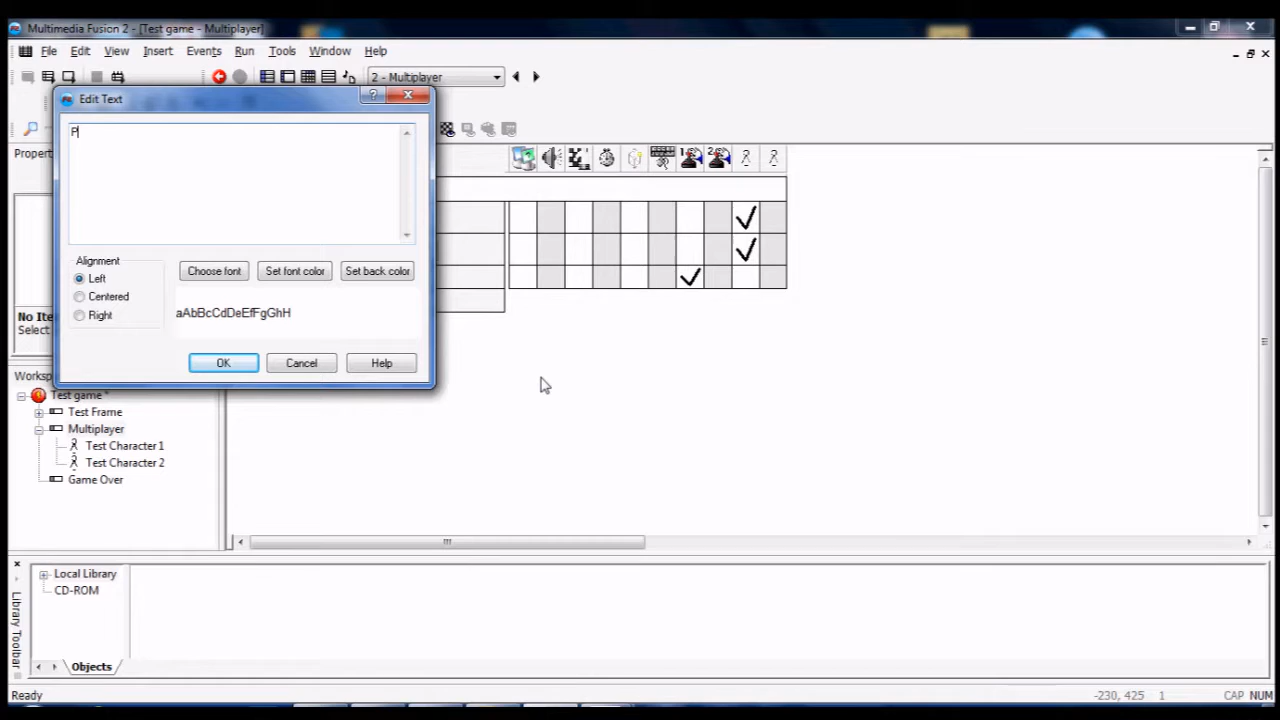 Multimedia Fusion 2 - [Test game - Multiplayer]
File Edit View Insert Events Run Tools Window Help
2 - Multiplayer
Edit Text
P
Propert
Alignment
Left
Centered
Right
Choose font
Set font color
Set back color
aAbBcCdDeEfFgGhH
OK
Cancel
Help
No Ite
Select
Works
Test game *
Test Frame
Multiplayer
Test Character 1
Test Character 2
Game Over
Local Library
CD-ROM
Library Toolbar
Objects
Ready
-230, 425 1
CAP NUM